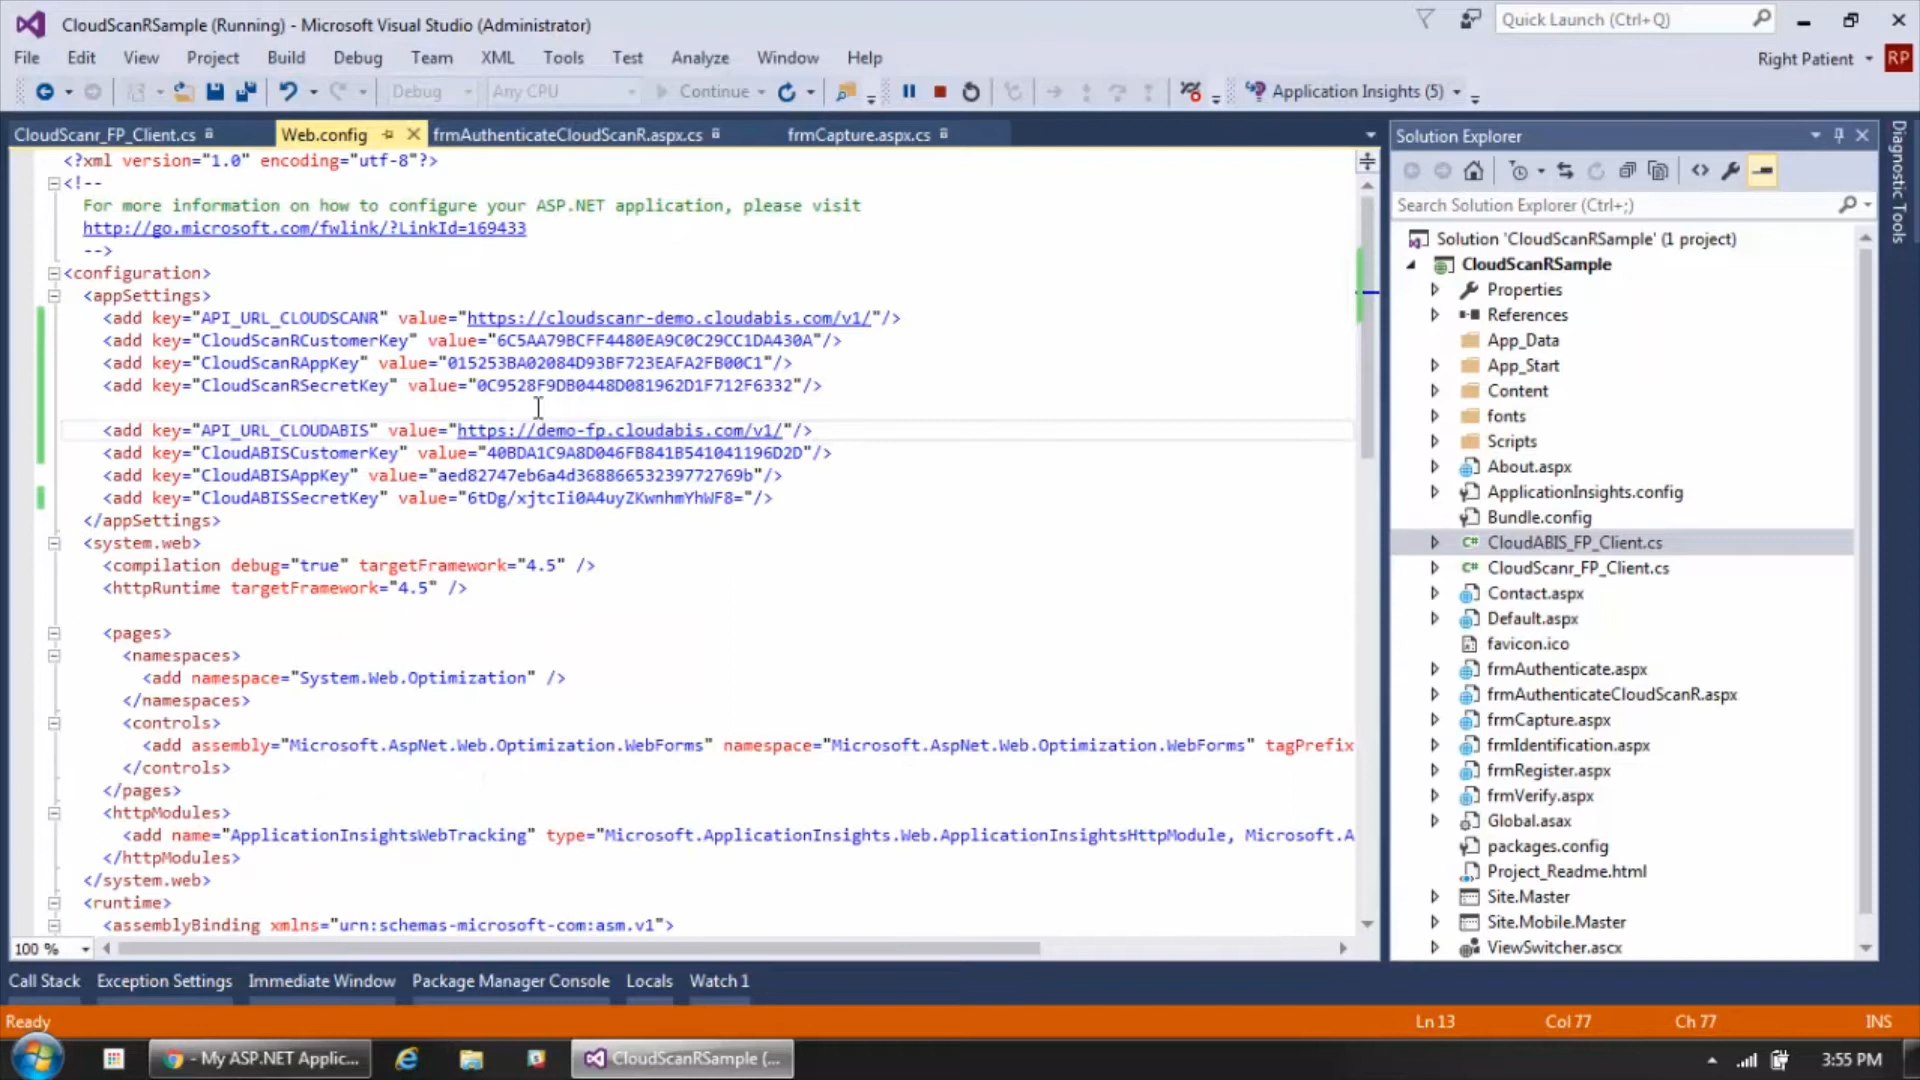 CloudScanRSample (Running) - Microsoft Visual Studio (Administrator)
Quick Launch (Ctrl+Q)
File Edit View Project Build Debug Team XML Tools Test Analyze Window Help
Right Patient RP
Debug Any CPU Continue Application Insights (5)
CloudScanr_FP_Client.cs Web.config frmAuthenticateCloudScanR.aspx.cs frmCapture.aspx.cs
<?xml version="1.0" encoding="utf-8"?>
<!--
For more information on how to configure your ASP.NET application, please visit
http://go.microsoft.com/fwlink/?LinkId=169433
-->
<configuration>
<appSettings>
<add key="API_URL_CLOUDSCANR" value="https://cloudscanr-demo.cloudabis.com/v1/"/>
<add key="CloudScanRCustomerKey" value="6C5AA79BCFF4480EA9C0C29CC1DA430A"/>
<add key="CloudScanRAppKey" value="015253BA02084D93BF723EAFA2FB00C1"/>
<add key="CloudScanRSecretKey" value="0C9528F9DB0448D081962D1F712F6332"/>
<add key="API_URL_CLOUDABIS" value="https://demo-fp.cloudabis.com/v1/"/>
<add key="CloudABISCustomerKey" value="40BDA1C9A8D046FB841B541041196D2D"/>
<add key="CloudABISAppKey" value="aed82747eb6a4d36886653239772769b"/>
<add key="CloudABISSecretKey" value="6tDg/xjtcIi0A4uyZKwnhmYhWF8="/>
</appSettings>
<system.web>
<compilation debug="true" targetFramework="4.5" />
<httpRuntime targetFramework="4.5" />
<pages>
<namespaces>
<add namespace="System.Web.Optimization" />
</namespaces>
<controls>
<add assembly="Microsoft.AspNet.Web.Optimization.WebForms" namespace="Microsoft.AspNet.Web.Optimization.WebForms" tagPrefix
</controls>
</pages>
<httpModules>
<add name="ApplicationInsightsWebTracking" type="Microsoft.ApplicationInsights.Web.ApplicationInsightsHttpModule, Microsoft.A
</httpModules>
</system.web>
<runtime>
<assemblyBinding xmlns="urn:schemas-microsoft-com:asm.v1">
100 %
Solution Explorer
Search Solution Explorer (Ctrl+;)
Solution 'CloudScanRSample' (1 project)
CloudScanRSample
Properties
References
App_Data
App_Start
Content
fonts
Scripts
About.aspx
ApplicationInsights.config
Bundle.config
CloudABIS_FP_Client.cs
CloudScanr_FP_Client.cs
Contact.aspx
Default.aspx
favicon.ico
frmAuthenticate.aspx
frmAuthenticateCloudScanR.aspx
frmCapture.aspx
frmIdentification.aspx
frmRegister.aspx
frmVerify.aspx
Global.asax
packages.config
Project_Readme.html
Site.Master
Site.Mobile.Master
ViewSwitcher.ascx
Diagnostic Tools
Call Stack Exception Settings Immediate Window Package Manager Console Locals Watch 1
Ready Ln 13 Col 77 Ch 77 INS
- My ASP.NET Applic... CloudScanRSample (... 3:55 PM